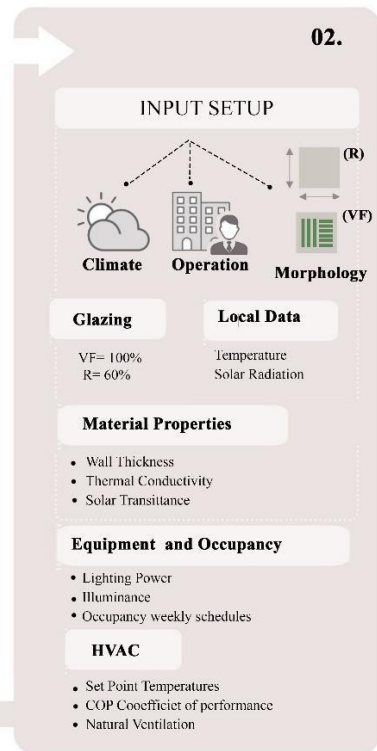 02.
INPUT SETUP
(R)
(VF)
Climate
Operation
Morphology
Glazing
VF= 100%
R= 60%
Local Data
Temperature
Solar Radiation
Material Properties
• Wall Thickness
• Thermal Conductivity
• Solar Transittance
Equipment and Occupancy
• Lighting Power
• Illuminance
• Occupancy weekly schedules
HVAC
• Set Point Temperatures
• COP Cooefficiet of performance
• Natural Ventilation